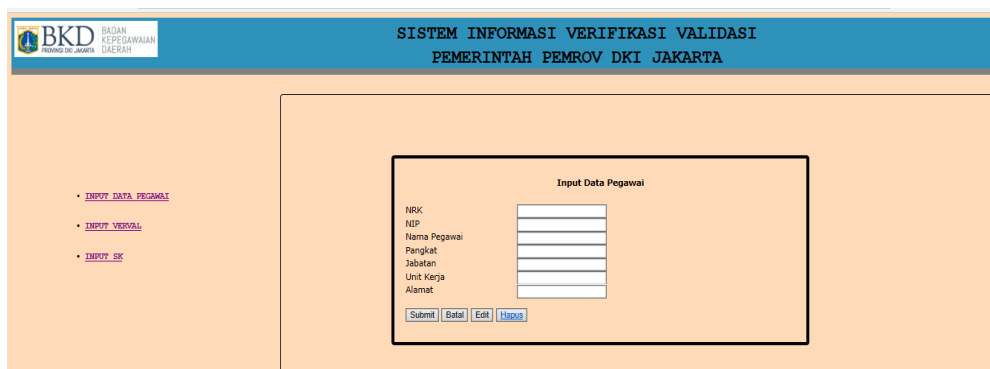 BKD BADAN KEPEGAWAIAN DAERAH
PROVINSI DKI JAKARTA
SISTEM INFORMASI VERIFIKASI VALIDASI
PEMERINTAH PEMROV DKI JAKARTA
• INPUT DATA PEGAWAI
• INPUT VERVAL
• INPUT SK
Input Data Pegawai
NRK
NIP
Nama Pegawai
Pangkat
Jabatan
Unit Kerja
Alamat
Submit Batal Edit Hapus